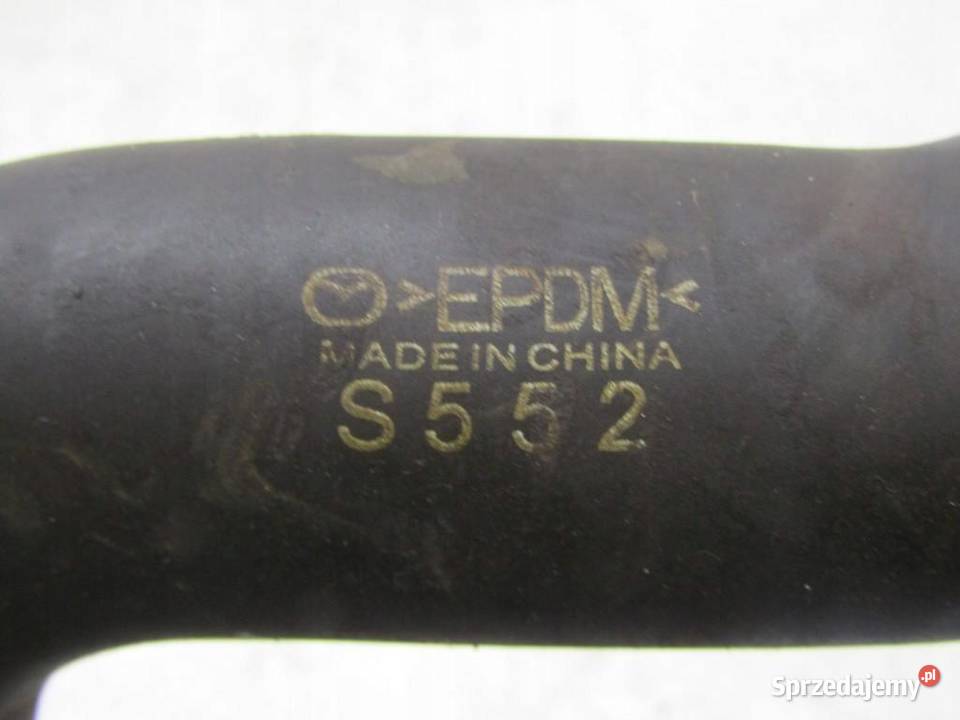 >EPDM<
MADE IN CHINA
S552
Sprzedajemy.pl